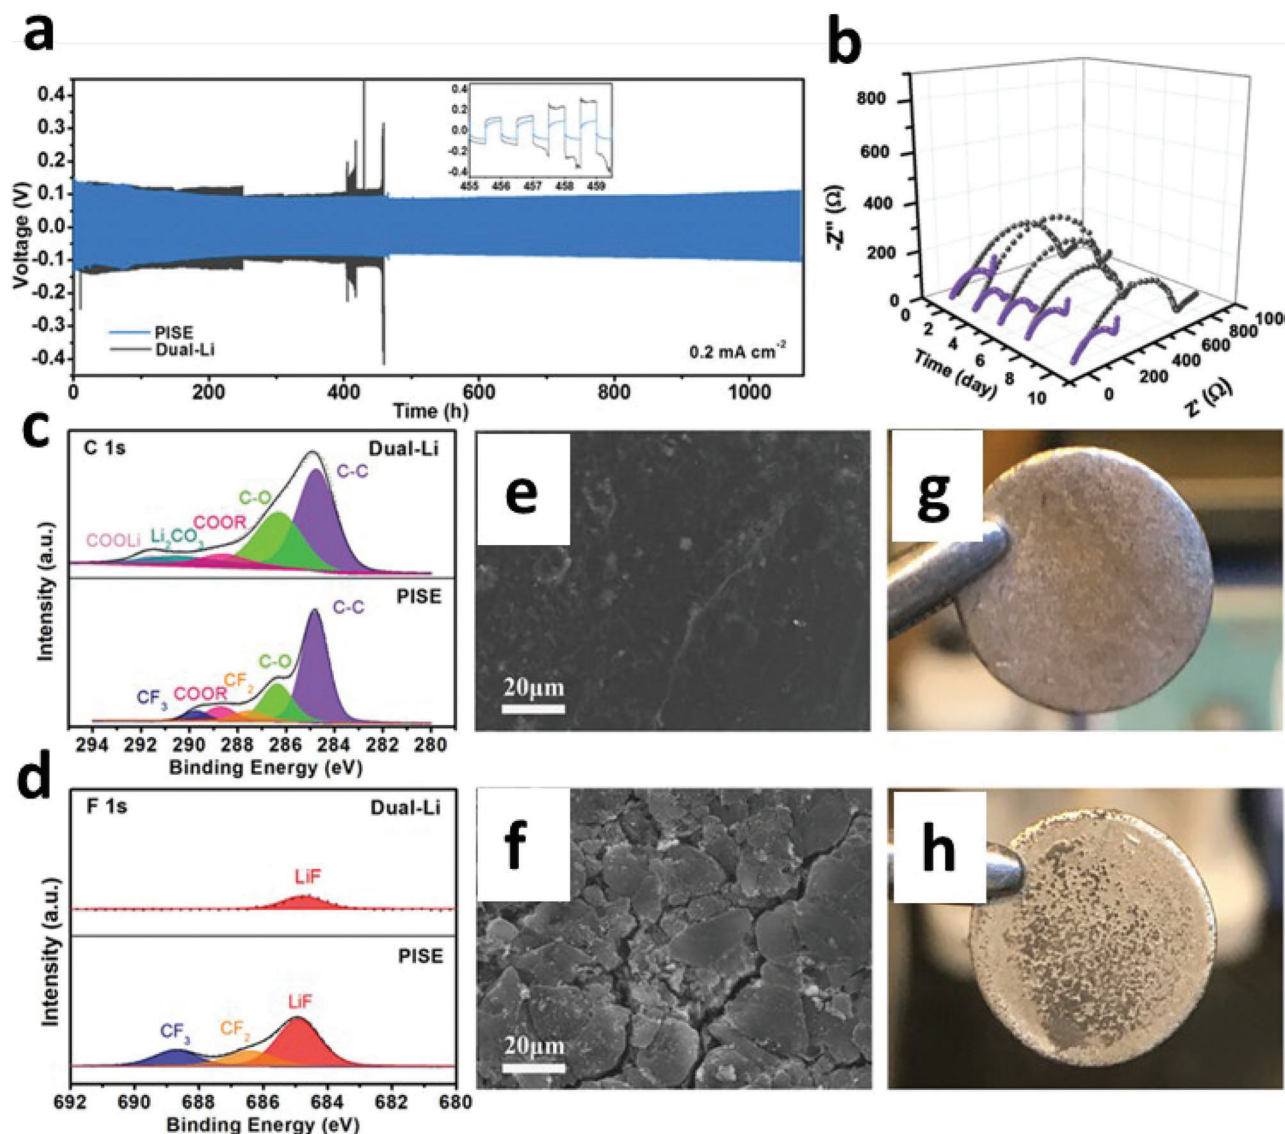 a
0.4
0.3
0.2
0.1
0.0
-0.1
-0.2
-0.3
-0.4
Voltage (V)
0 200 400 600 800 1000
Time (h)
PISE
Dual-Li
0.2 mA cm⁻²
0.4
0.2
0.0
-0.2
-0.4
455 456 457 458 459
b
800
600
400
200
0
-Z'' (Ω)
0 2 4 6 8 10
Time (day)
0 200 400 600 800 1000
Z' (Ω)
c
C 1s
Dual-Li
C-C
C-O
COOR
Li₂CO₃
COOLi
PISE
C-C
C-O
CF₂
COOR
CF₃
Intensity (a.u.)
294 292 290 288 286 284 282 280
Binding Energy (eV)
d
F 1s
Dual-Li
LiF
PISE
LiF
CF₂
CF₃
Intensity (a.u.)
692 690 688 686 684 682 680
Binding Energy (eV)
e
20μm
f
20μm
g
h